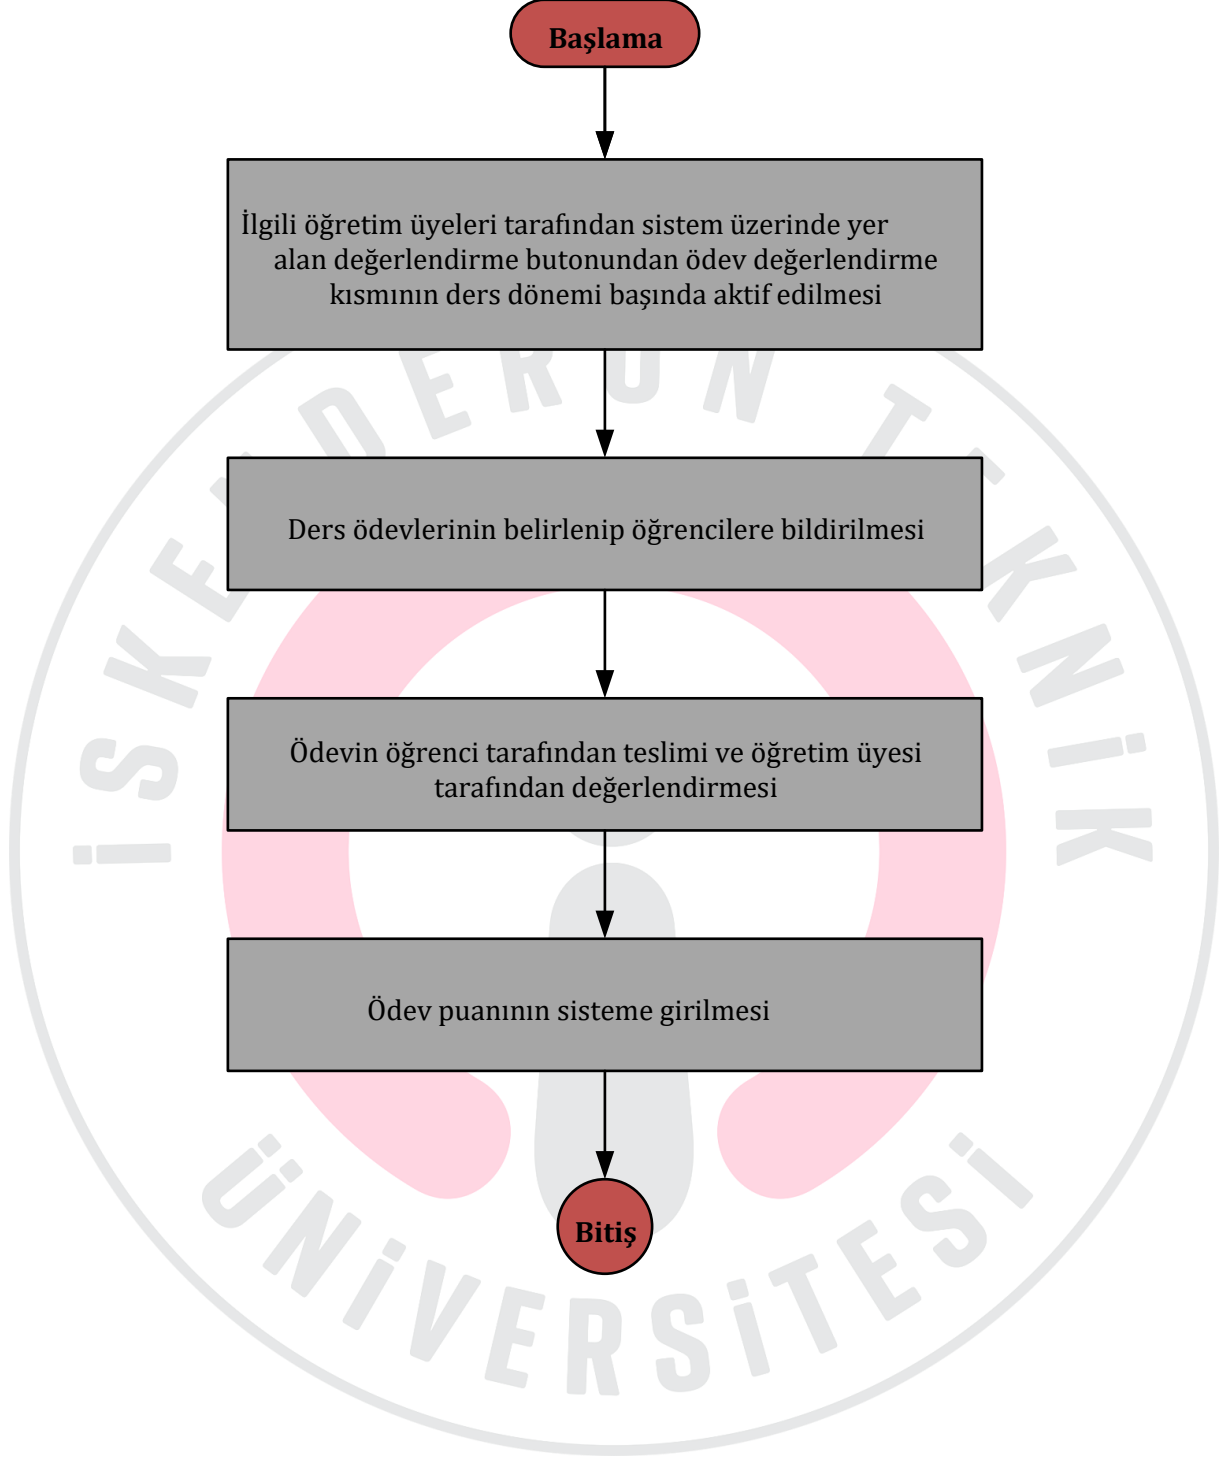 Başlama
İlgili öğretim üyeleri tarafından sistem üzerinde yer
alan değerlendirme butonundan ödev değerlendirme
kısmının ders dönemi başında aktif edilmesi
Ders ödevlerinin belirlenip öğrencilere bildirilmesi
Ödevin öğrenci tarafından teslimi ve öğretim üyesi
tarafından değerlendirmesi
Ödev puanının sisteme girilmesi
Bitiş
İSKENDERUN TEKNİK
ÜNİVERSİTESİ